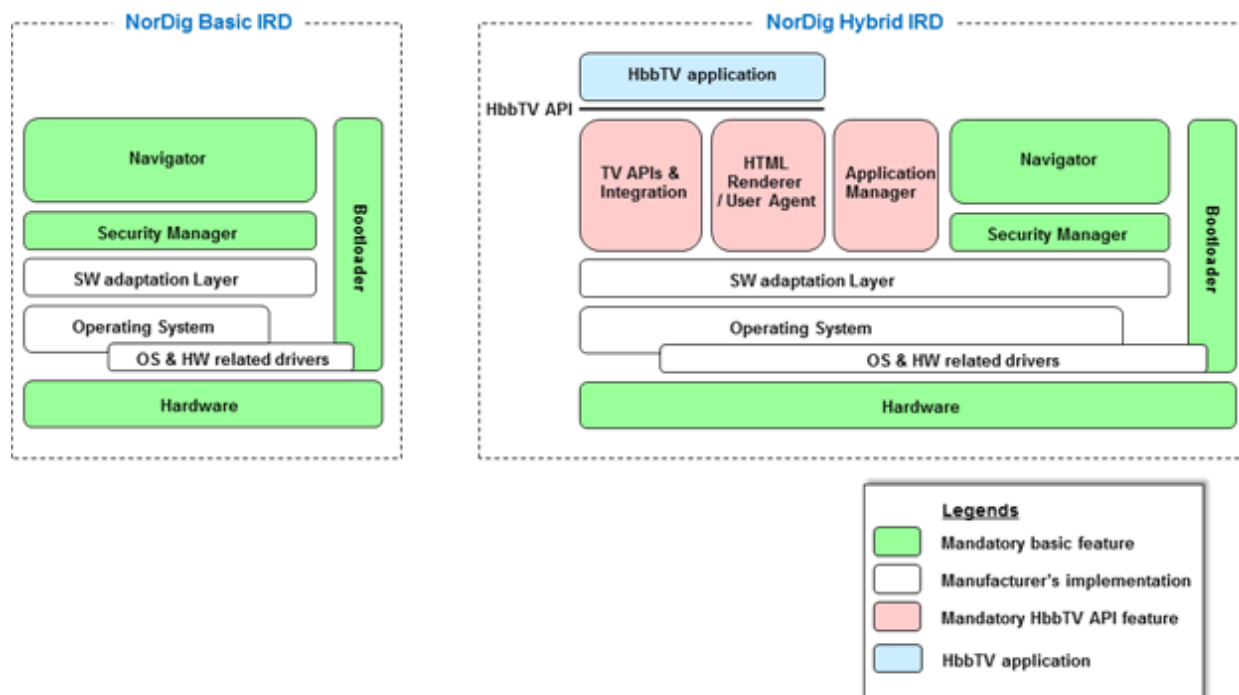 NorDig Basic IRD
Navigator
Security Manager
SW adaptation Layer
Operating System
OS & HW related drivers
Hardware
Bootloader
NorDig Hybrid IRD
HbbTV application
HbbTV API
TV APIs &
Integration
HTML
Renderer
/ User Agent
Application
Manager
Navigator
Security Manager
SW adaptation Layer
Operating System
OS & HW related drivers
Hardware
Bootloader
Legends
Mandatory basic feature
Manufacturer's implementation
Mandatory HbbTV API feature
HbbTV application